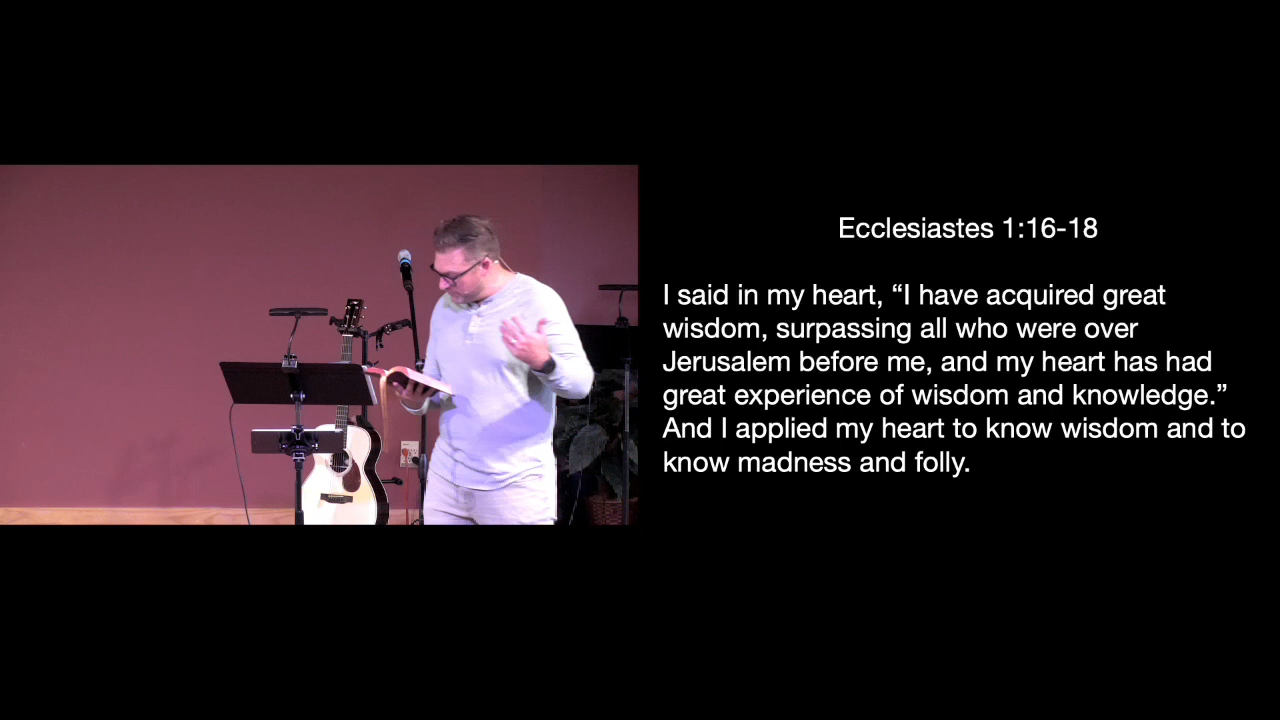 Ecclesiastes 1:16-18
I said in my heart, “I have acquired great
wisdom, surpassing all who were over
Jerusalem before me, and my heart has had
great experience of wisdom and knowledge.”
And I applied my heart to know wisdom and to
know madness and folly.